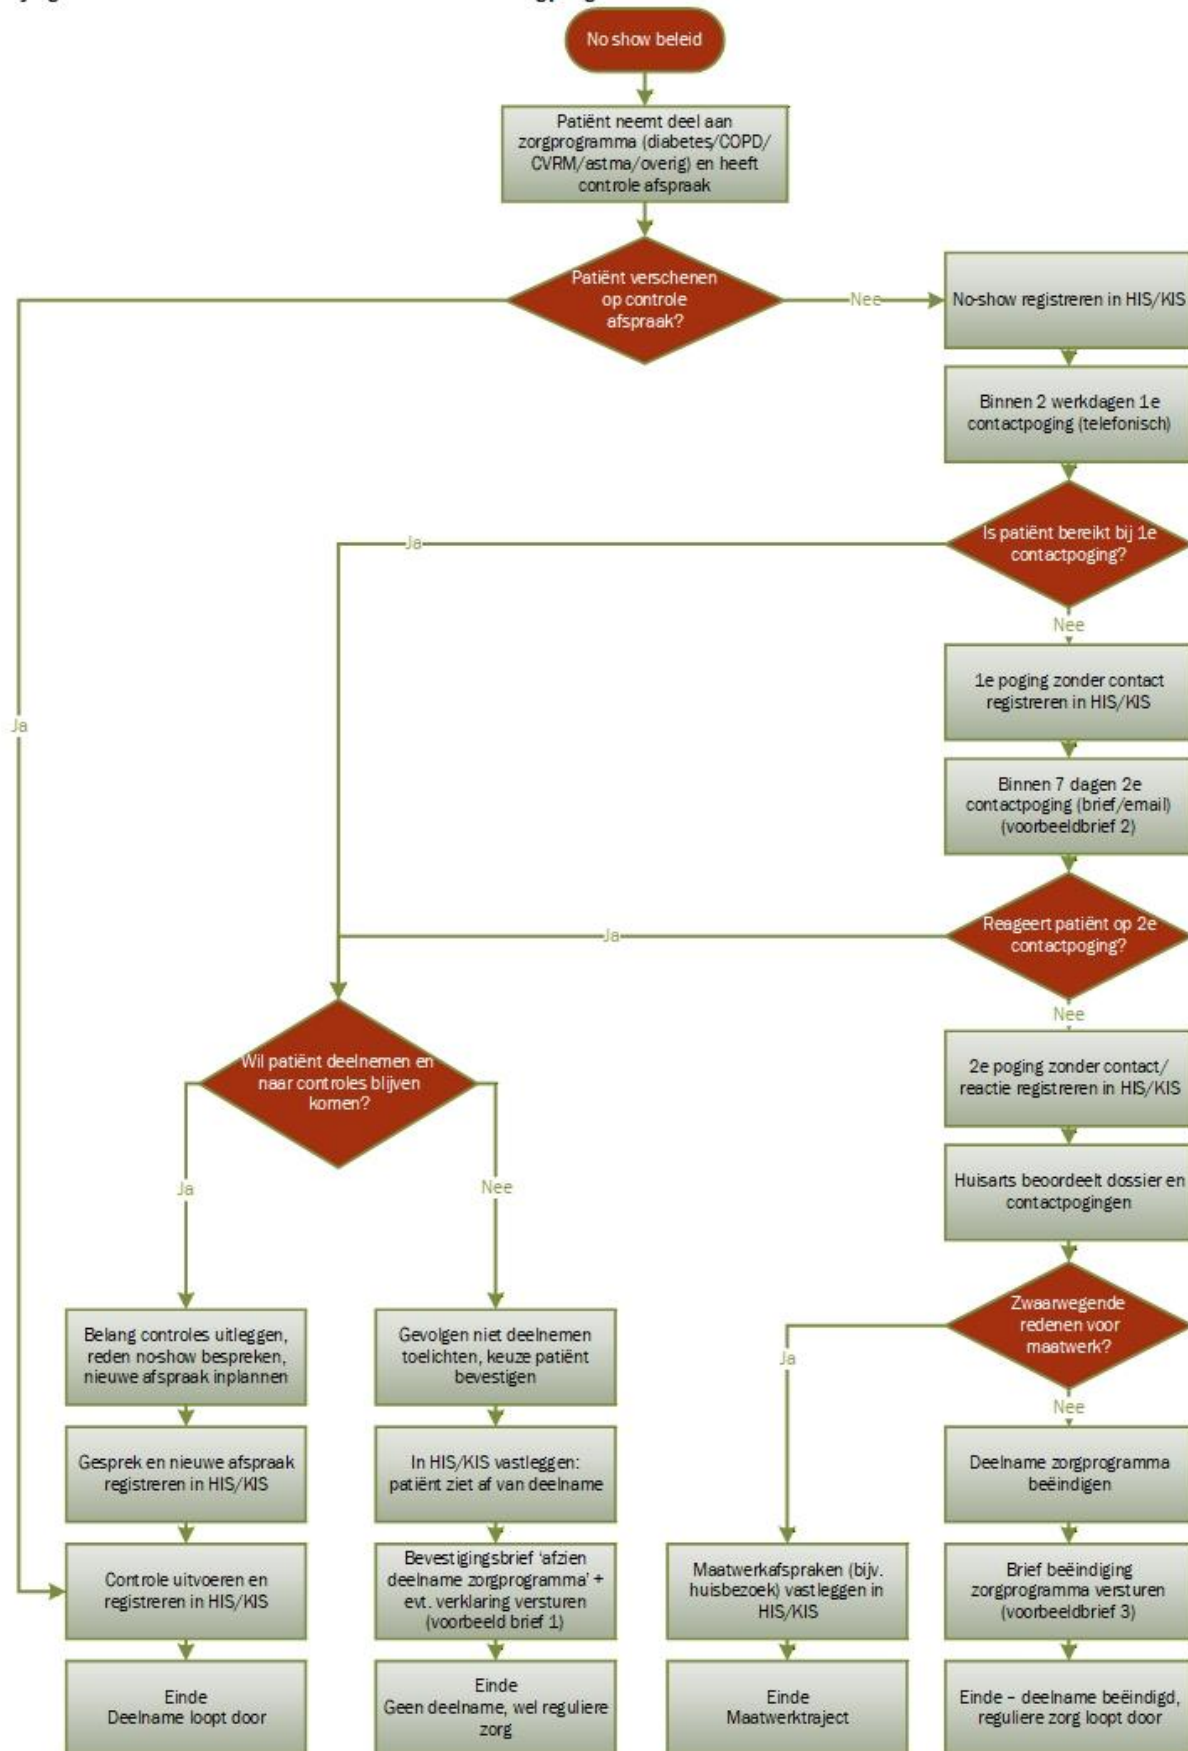 No show beleid
Patiënt neemt deel aan
zorgprogramma (diabetes/COPD/
CVRM/astma/overig) en heeft
controle afspraak
Patiënt verschenen
op controle
afspraak?
Nee
No-show registreren in HIS/KIS
Binnen 2 werkdagen 1e
contactpoging (telefonisch)
Is patiënt bereikt bij 1e
contactpoging?
Ja
Nee
1e poging zonder contact
registreren in HIS/KIS
Ja
Binnen 7 dagen 2e
contactpoging (brief/email)
(voorbeeldbrief 2)
Reageert patiënt op 2e
contactpoging?
Ja
Nee
Wil patiënt deelnemen en
naar controles blijven
komen?
2e poging zonder contact/
reactie registreren in HIS/KIS
Ja
Nee
Huisarts beoordeelt dossier en
contactpogingen
Zwaarwegende
redenen voor
maatwerk?
Ja
Nee
Belang controles uitleggen,
reden no-show bespreken,
nieuwe afspraak inplannen
Gevolgen niet deelnemen
toelichten, keuze patiënt
bevestigen
Gesprek en nieuwe afspraak
registreren in HIS/KIS
In HIS/KIS vastleggen:
patiënt ziet af van deelname
Deelname zorgprogramma
beëindigen
Controle uitvoeren en
registreren in HIS/KIS
Bevestigingsbrief ‘afzien
deelname zorgprogramma’ +
evt. verklaring versturen
(voorbeeld brief 1)
Maatwerkafspraken (bijv.
huisbezoek) vastleggen in
HIS/KIS
Brief beëindiging
zorgprogramma versturen
(voorbeeldbrief 3)
Einde
Deelname loopt door
Einde
Geen deelname, wel reguliere
zorg
Einde
Maatwerktraject
Einde – deelname beëindigd,
reguliere zorg loopt door